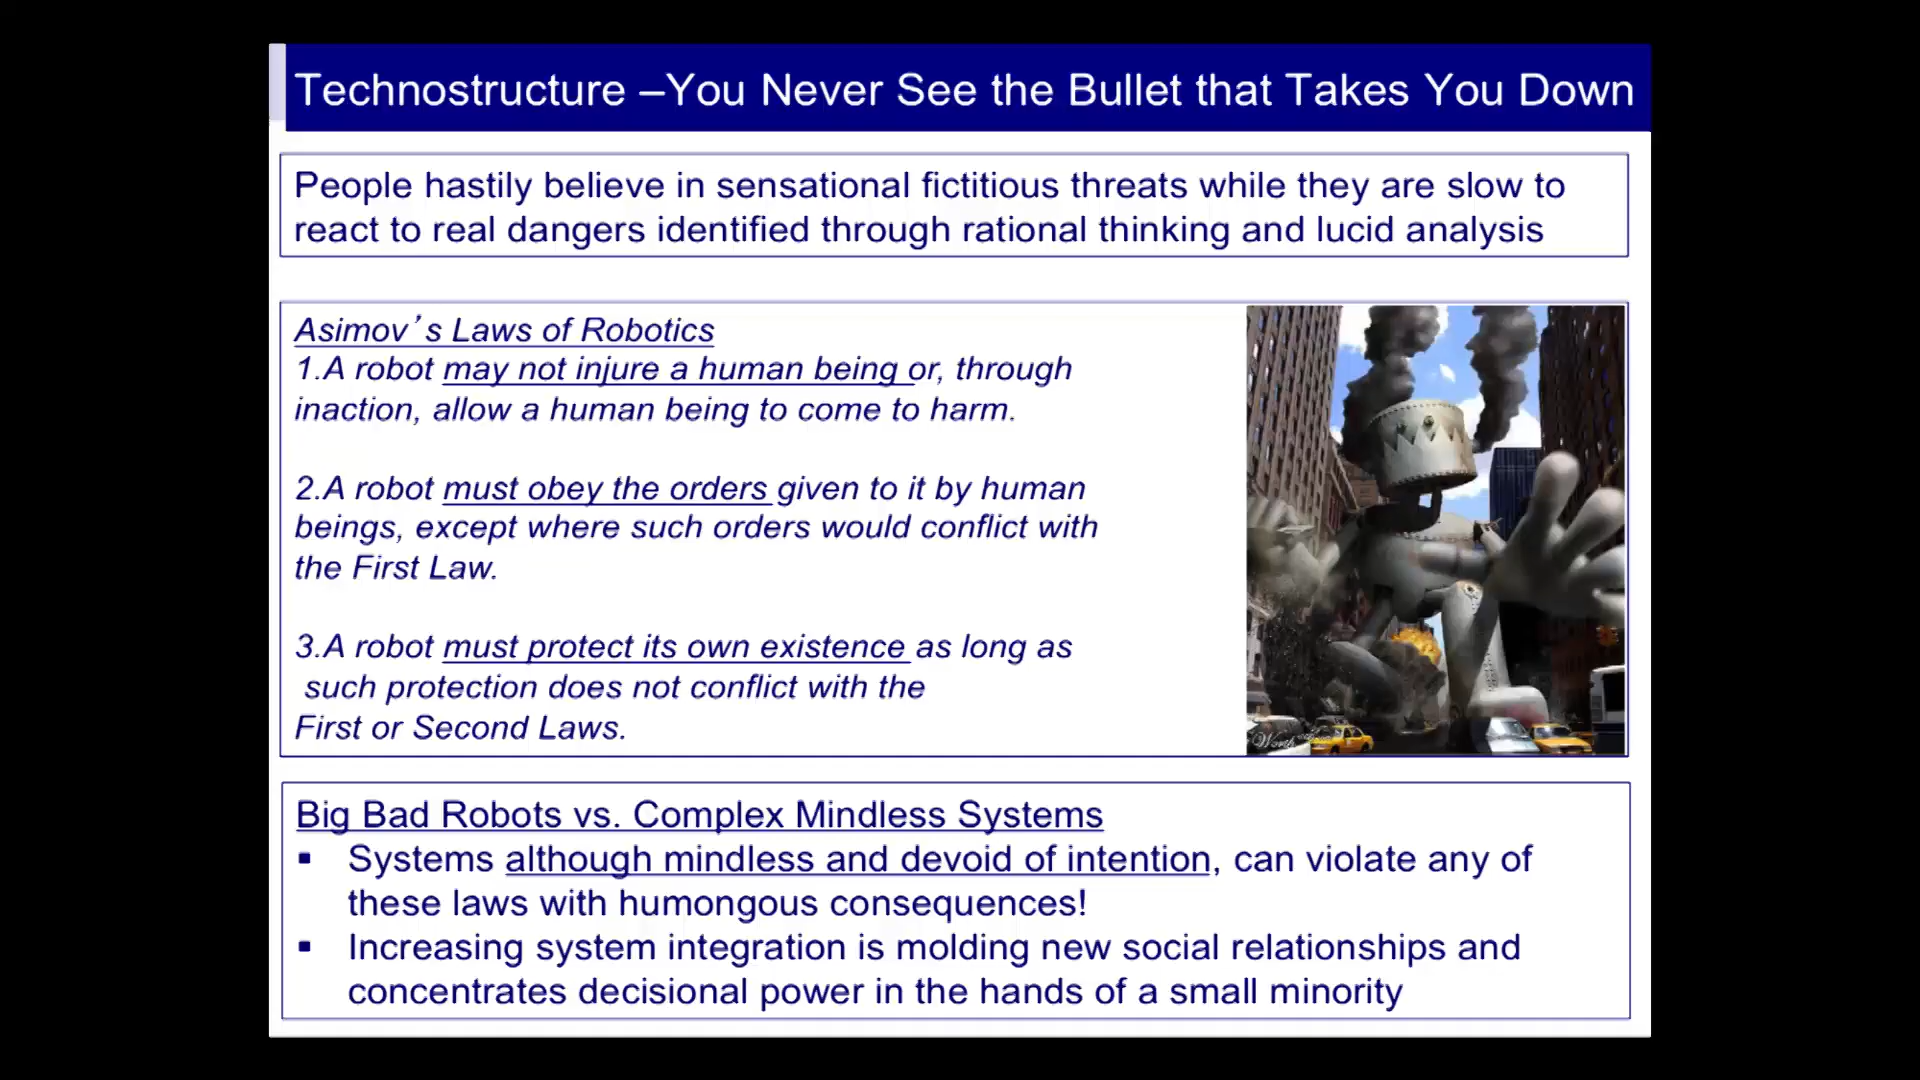 Technostructure –You Never See the Bullet that Takes You Down
People hastily believe in sensational fictitious threats while they are slow to
react to real dangers identified through rational thinking and lucid analysis
Asimov’s Laws of Robotics
1.A robot may not injure a human being or, through
inaction, allow a human being to come to harm.
2.A robot must obey the orders given to it by human
beings, except where such orders would conflict with
the First Law.
3.A robot must protect its own existence as long as
such protection does not conflict with the
First or Second Laws.
Big Bad Robots vs. Complex Mindless Systems
▪ Systems although mindless and devoid of intention, can violate any of
these laws with humongous consequences!
▪ Increasing system integration is molding new social relationships and
concentrates decisional power in the hands of a small minority